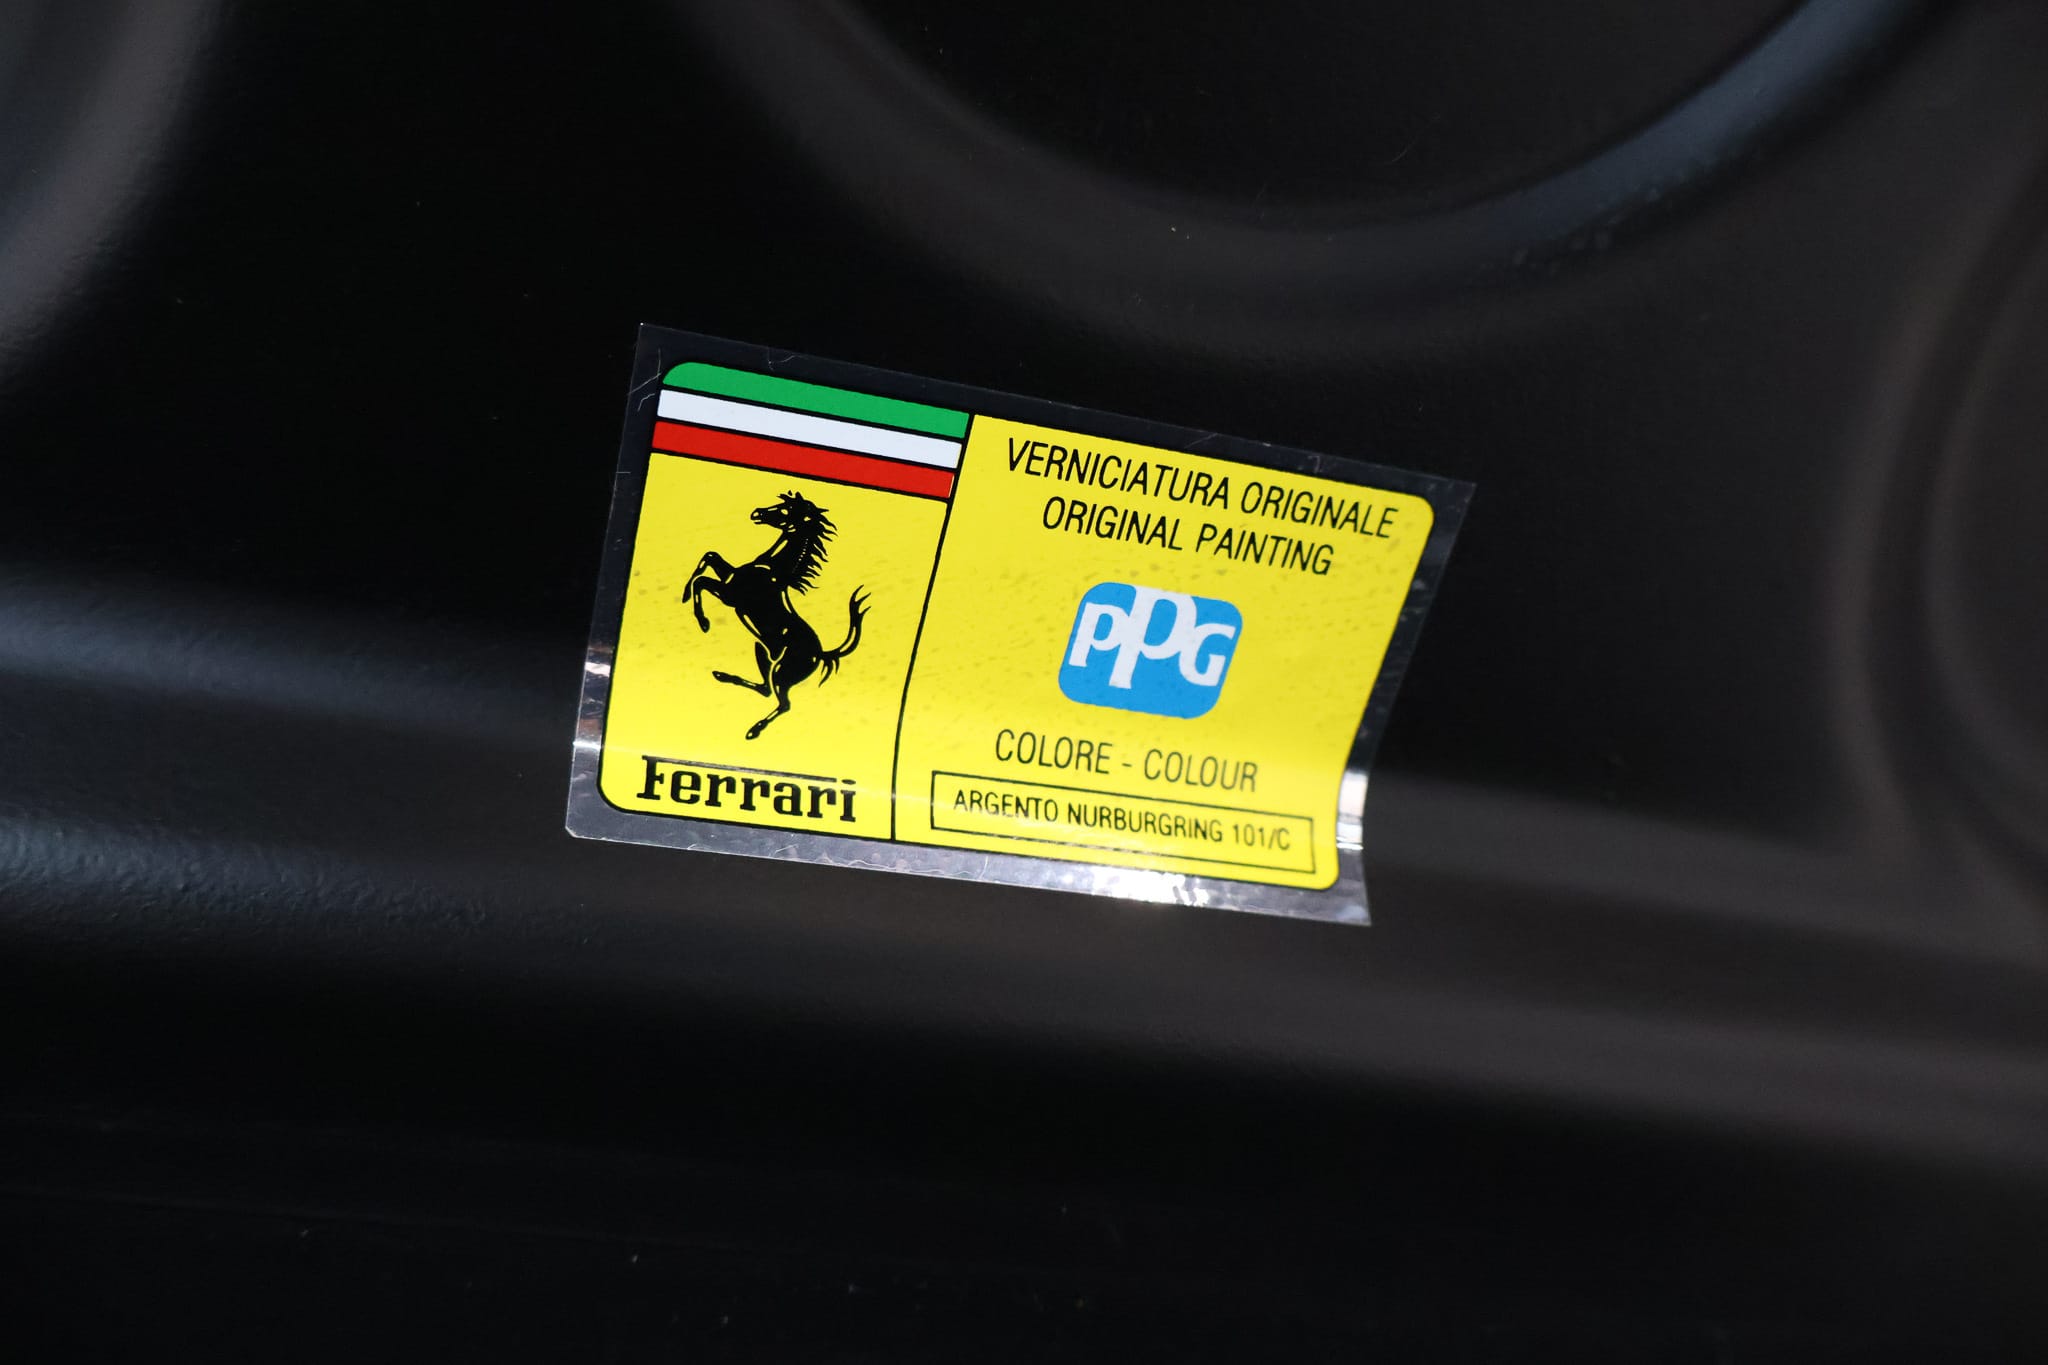 Ferrari
VERNICIATURA ORIGINALE
ORIGINAL PAINTING
PPG
COLORE - COLOUR
ARGENTO NURBURGRING 101/C